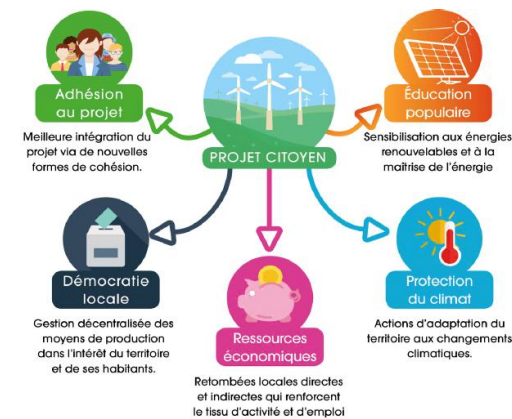 PROJET CITOYEN
Adhésion
au projet
Meilleure intégration du
projet via de nouvelles
formes de cohésion.
Éducation
populaire
Sensibilisation aux énergies
renouvelables et à la
maîtrise de l'énergie
Démocratie
locale
Gestion décentralisée des
moyens de production
dans l'intérêt du territoire
et de ses habitants.
Ressources
économiques
Retombées locales directes
et indirectes qui renforcent
le tissu d'activité et d'emploi
Protection
du climat
Actions d'adaptation du
territoire aux changements
climatiques.